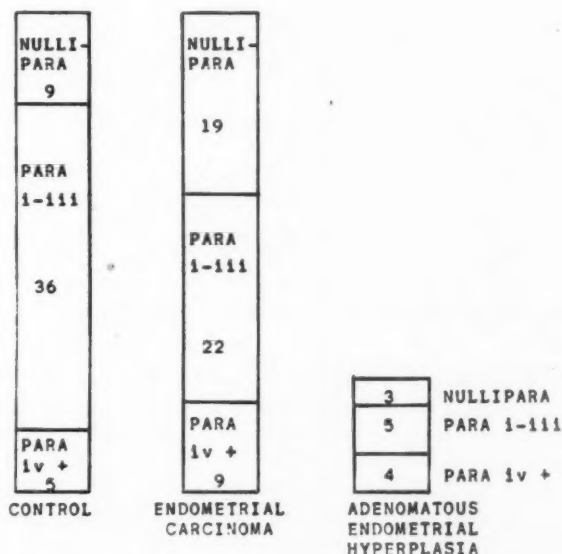 NULLI-
PARA
9
PARA
i-iii
36
PARA
iv +
5
CONTROL
NULLI-
PARA
19
PARA
i-iii
22
PARA
iv +
9
ENDOMETRIAL
CARCINOMA
3 NULLIPARA
5 PARA i-iii
4 PARA iv +
ADENOMATOUS
ENDOMETRIAL
HYPERPLASIA